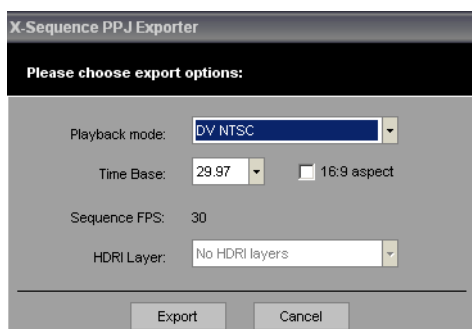 X-Sequence PPJ Exporter
Please choose export options:
Playback mode: DV NTSC
Time Base: 29.97 16:9 aspect
Sequence FPS: 30
HDRI Layer: No HDRI layers
Export Cancel